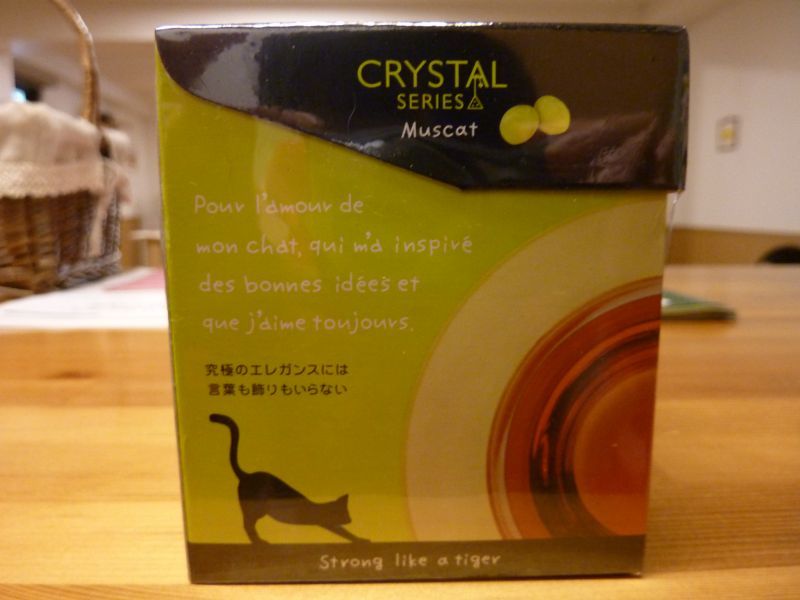 CRYSTAL
SERIES
Muscat
Pour l'amour de
mon chat, qui m'a inspiré
des bonnes idées et
que j'aime toujours.
究極のエレガンスには
言葉も飾りもいらない
Strong like a tiger